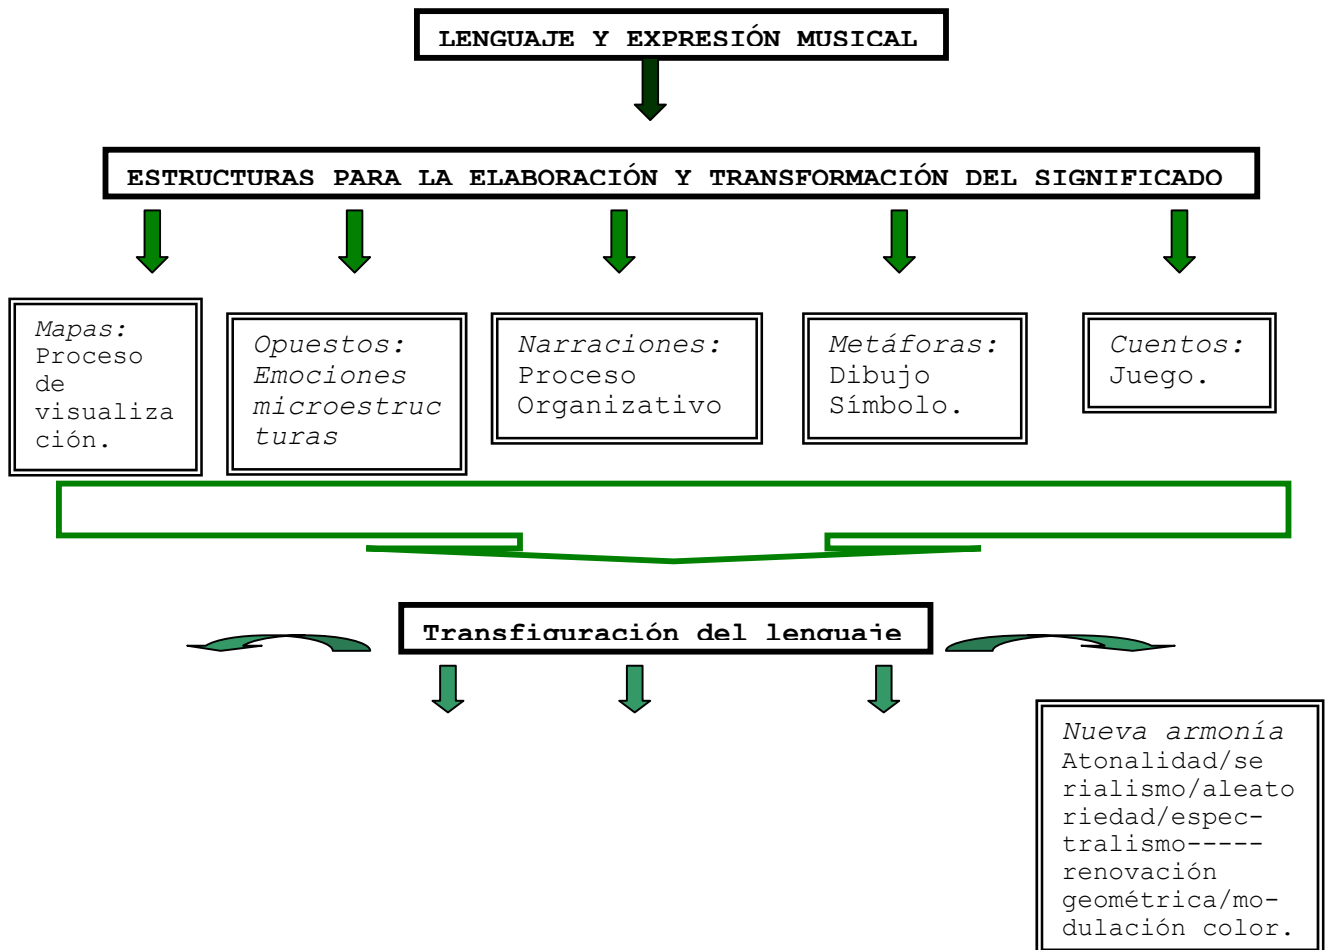 LENGUAJE Y EXPRESIÓN MUSICAL
ESTRUCTURAS PARA LA ELABORACIÓN Y TRANSFORMACIÓN DEL SIGNIFICADO
Mapas:
Proceso
de
visualiza
ción.
Opuestos:
Emociones
microestruc
turas
Narraciones:
Proceso
Organizativo
Metáforas:
Dibujo
Símbolo.
Cuentos:
Juego.
Transfiguración del lenguaje
Nueva armonía
Atonalidad/se
rialismo/aleato
riedad/espec-
tralismo-----
renovación
geométrica/mo-
dulación color.